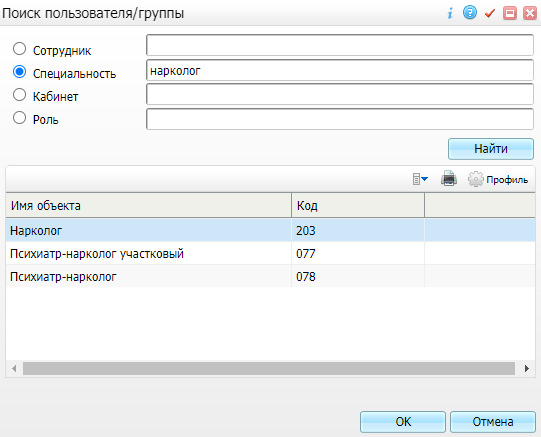 Поиск пользователя/группы
Сотрудник
Специальность нарколог
Кабинет
Роль
Найти
Профиль
Имя объекта Код
Нарколог 203
Психиатр-нарколог участковый 077
Психиатр-нарколог 078
ОК Отмена